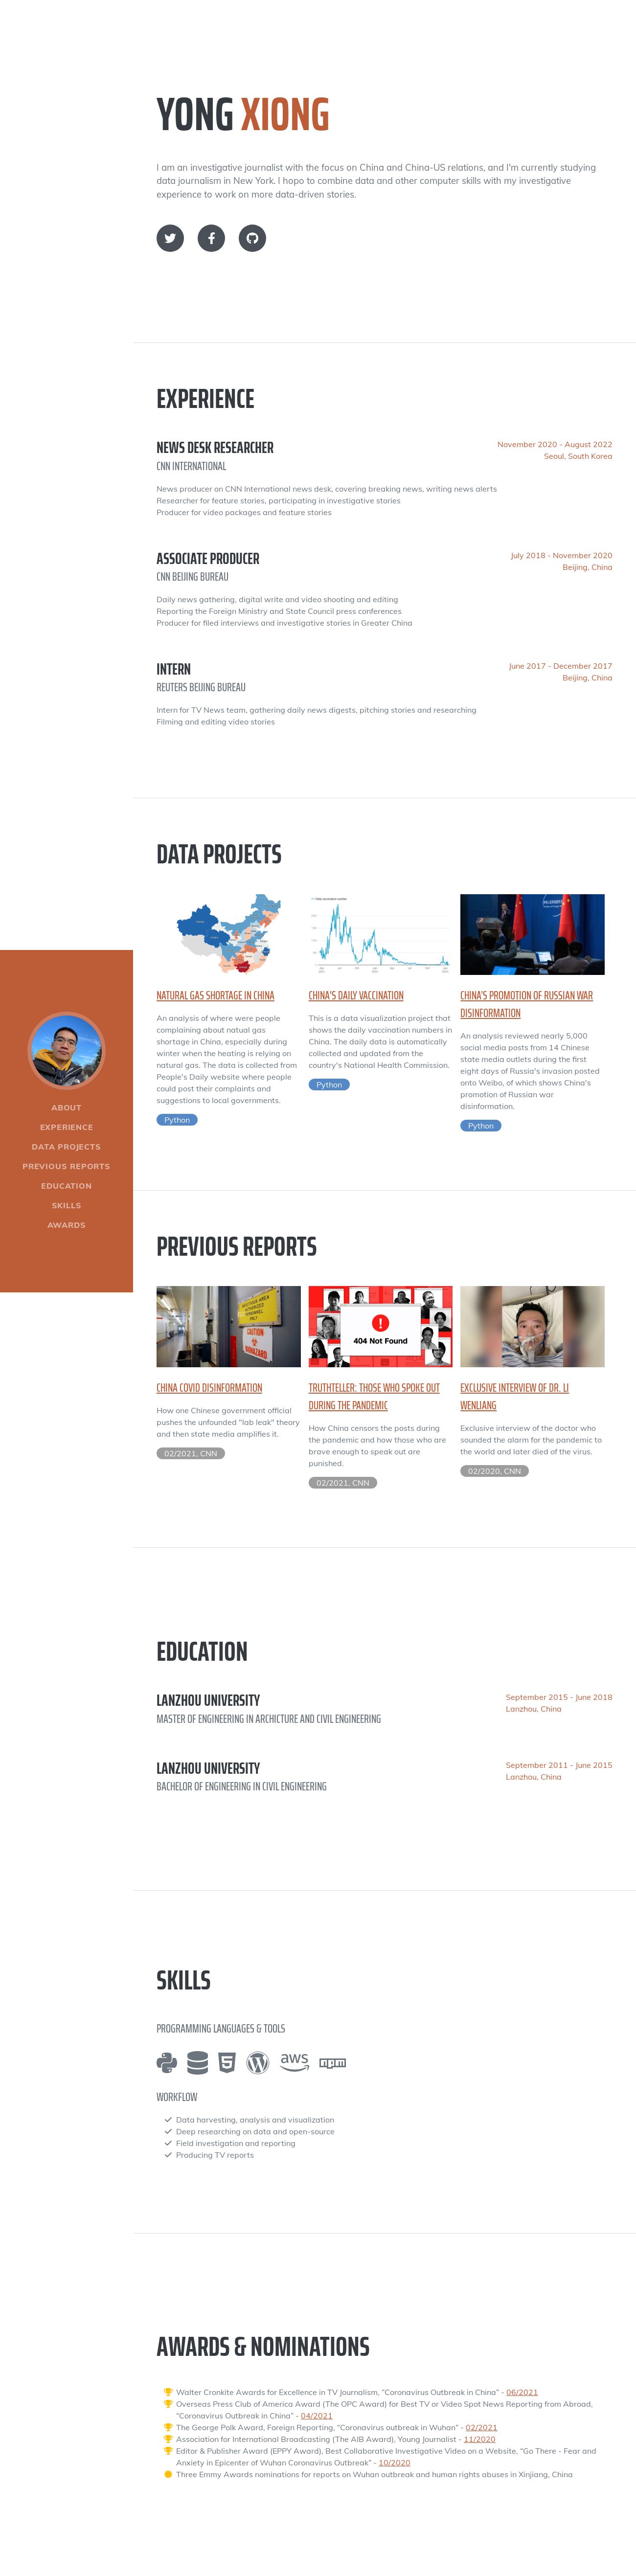 YONG XIONG
I am an investigative journalist with the focus on China and China-US relations, and I'm currently studying
data journalism in New York. I hopo to combine data and other computer skills with my investigative
experience to work on more data-driven stories.
EXPERIENCE
NEWS DESK RESEARCHER
November 2020 - August 2022
CNN INTERNATIONAL
Seoul, South Korea
News producer on CNN International news desk, covering breaking news, writing news alerts
Researcher for feature stories, participating in investigative stories
Producer for video packages and feature stories
ASSOCIATE PRODUCER
July 2018 - November 2020
CNN BEIJING BUREAU
Beijing, China
Daily news gathering, digital write and video shooting and editing
Reporting the Foreign Ministry and State Council press conferences
Producer for filed interviews and investigative stories in Greater China
INTERN
June 2017 - December 2017
REUTERS BEIJING BUREAU
Beijing, China
Intern for TV News team, gathering daily news digests, pitching stories and researching
Filming and editing video stories
DATA PROJECTS
NATURAL GAS SHORTAGE IN CHINA
An analysis of where were people
complaining about natual gas
shortage in China, especially during
winter when the heating is relying on
natural gas. The data is collected from
People's Daily website where people
could post their complaints and
suggestions to local governments.
Python
CHINA'S DAILY VACCINATION
This is a data visualization project that
shows the daily vaccination numbers in
China. The daily data is automatically
collected and updated from the
country's National Health Commission.
Python
CHINA'S PROMOTION OF RUSSIAN WAR
DISINFORMATION
An analysis reviewed nearly 5,000
social media posts from 14 Chinese
state media outlets during the first
eight days of Russia's invasion posted
onto Weibo, of which shows China's
promotion of Russian war
disinformation.
Python
ABOUT
EXPERIENCE
DATA PROJECTS
PREVIOUS REPORTS
EDUCATION
SKILLS
AWARDS
PREVIOUS REPORTS
CAUTION
BIOHAZARD
CHINA COVID DISINFORMATION
How one Chinese government official
pushes the unfounded "lab leak" theory
and then state media amplifies it.
02/2021, CNN
404 Not Found
TRUTHTELLER: THOSE WHO SPOKE OUT
DURING THE PANDEMIC
How China censors the posts during
the pandemic and how those who are
brave enough to speak out are
punished.
02/2021, CNN
EXCLUSIVE INTERVIEW OF DR. LI
WENLIANG
Exclusive interview of the doctor who
sounded the alarm for the pandemic to
the world and later died of the virus.
02/2020, CNN
EDUCATION
LANZHOU UNIVERSITY
September 2015 - June 2018
MASTER OF ENGINEERING IN ARCHICTURE AND CIVIL ENGINEERING
Lanzhou, China
LANZHOU UNIVERSITY
September 2011 - June 2015
BACHELOR OF ENGINEERING IN CIVIL ENGINEERING
Lanzhou, China
SKILLS
PROGRAMMING LANGUAGES & TOOLS
aws
npm
WORKFLOW
Data harvesting, analysis and visualization
Deep researching on data and open-source
Field investigation and reporting
Producing TV reports
AWARDS & NOMINATIONS
Walter Cronkite Awards for Excellence in TV Journalism, "Coronavirus Outbreak in China" - 06/2021
Overseas Press Club of America Award (The OPC Award) for Best TV or Video Spot News Reporting from Abroad,
"Coronavirus Outbreak in China" - 04/2021
The George Polk Award, Foreign Reporting, "Coronavirus outbreak in Wuhan" - 02/2021
Association for International Broadcasting (The AIB Award), Young Journalist - 11/2020
Editor & Publisher Award (EPPY Award), Best Collaborative Investigative Video on a Website, "Go There - Fear and
Anxiety in Epicenter of Wuhan Coronavirus Outbreak" - 10/2020
Three Emmy Awards nominations for reports on Wuhan outbreak and human rights abuses in Xinjiang, China